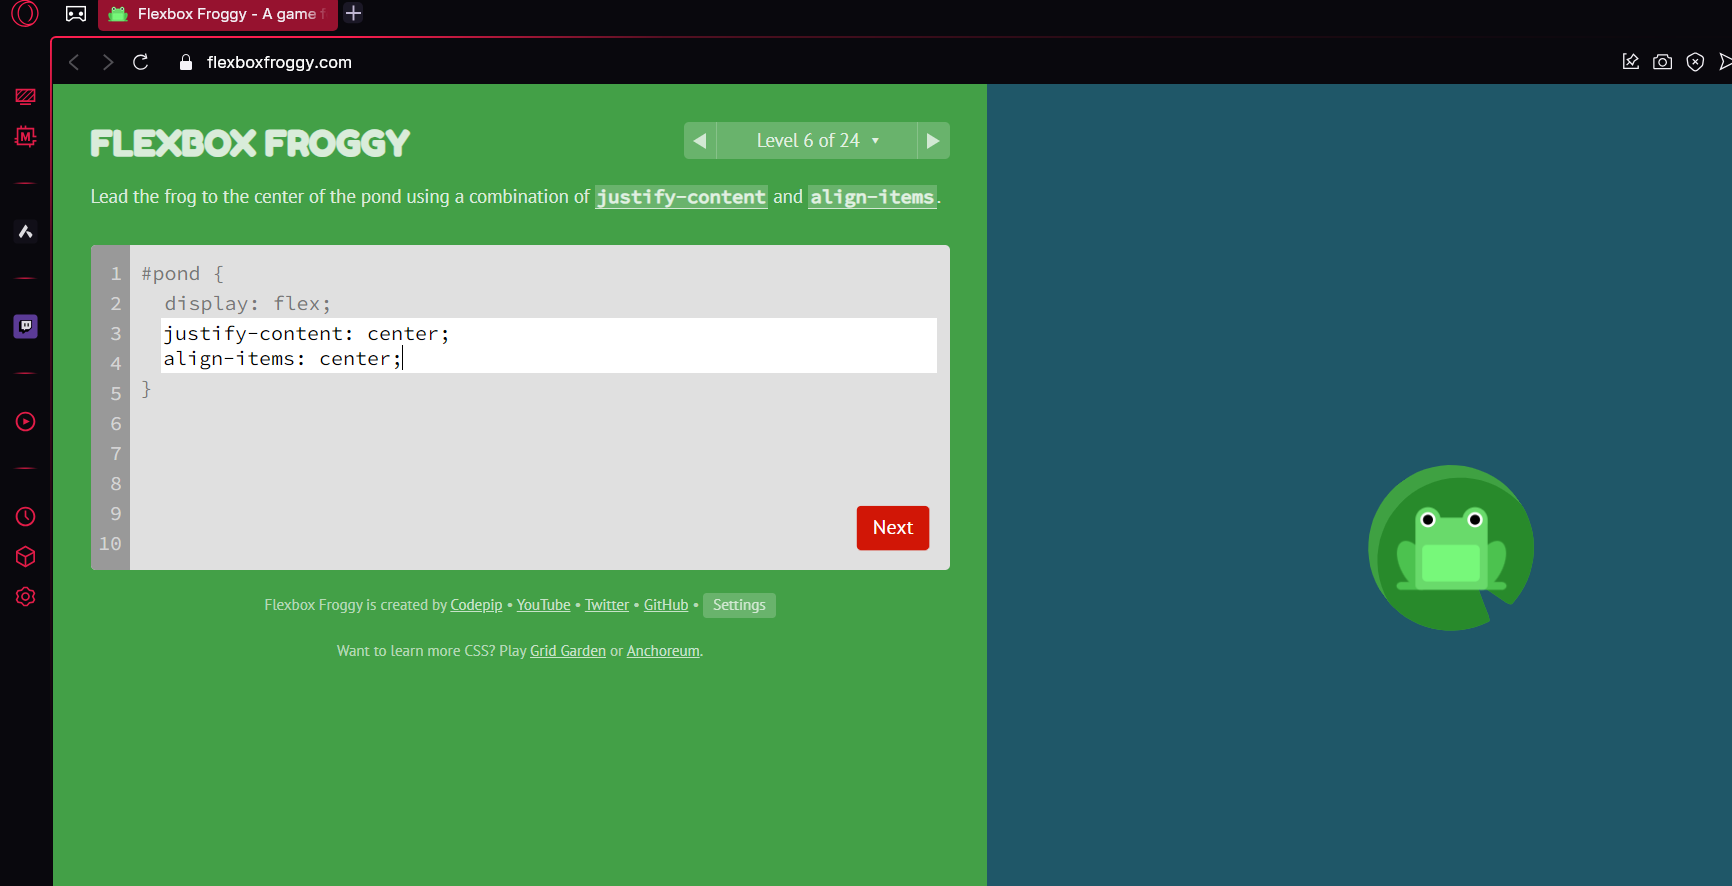 Flexbox Froggy - A game f
flexboxfroggy.com
FLEXBOX FROGGY
Level 6 of 24
Lead the frog to the center of the pond using a combination of justify-content and align-items.
1 #pond {
2 display: flex;
3 justify-content: center;
4 align-items: center;
5 }
6
7
8
9
10
Next
Flexbox Froggy is created by Codepip • YouTube • Twitter • GitHub • Settings
Want to learn more CSS? Play Grid Garden or Anchoreum.
M